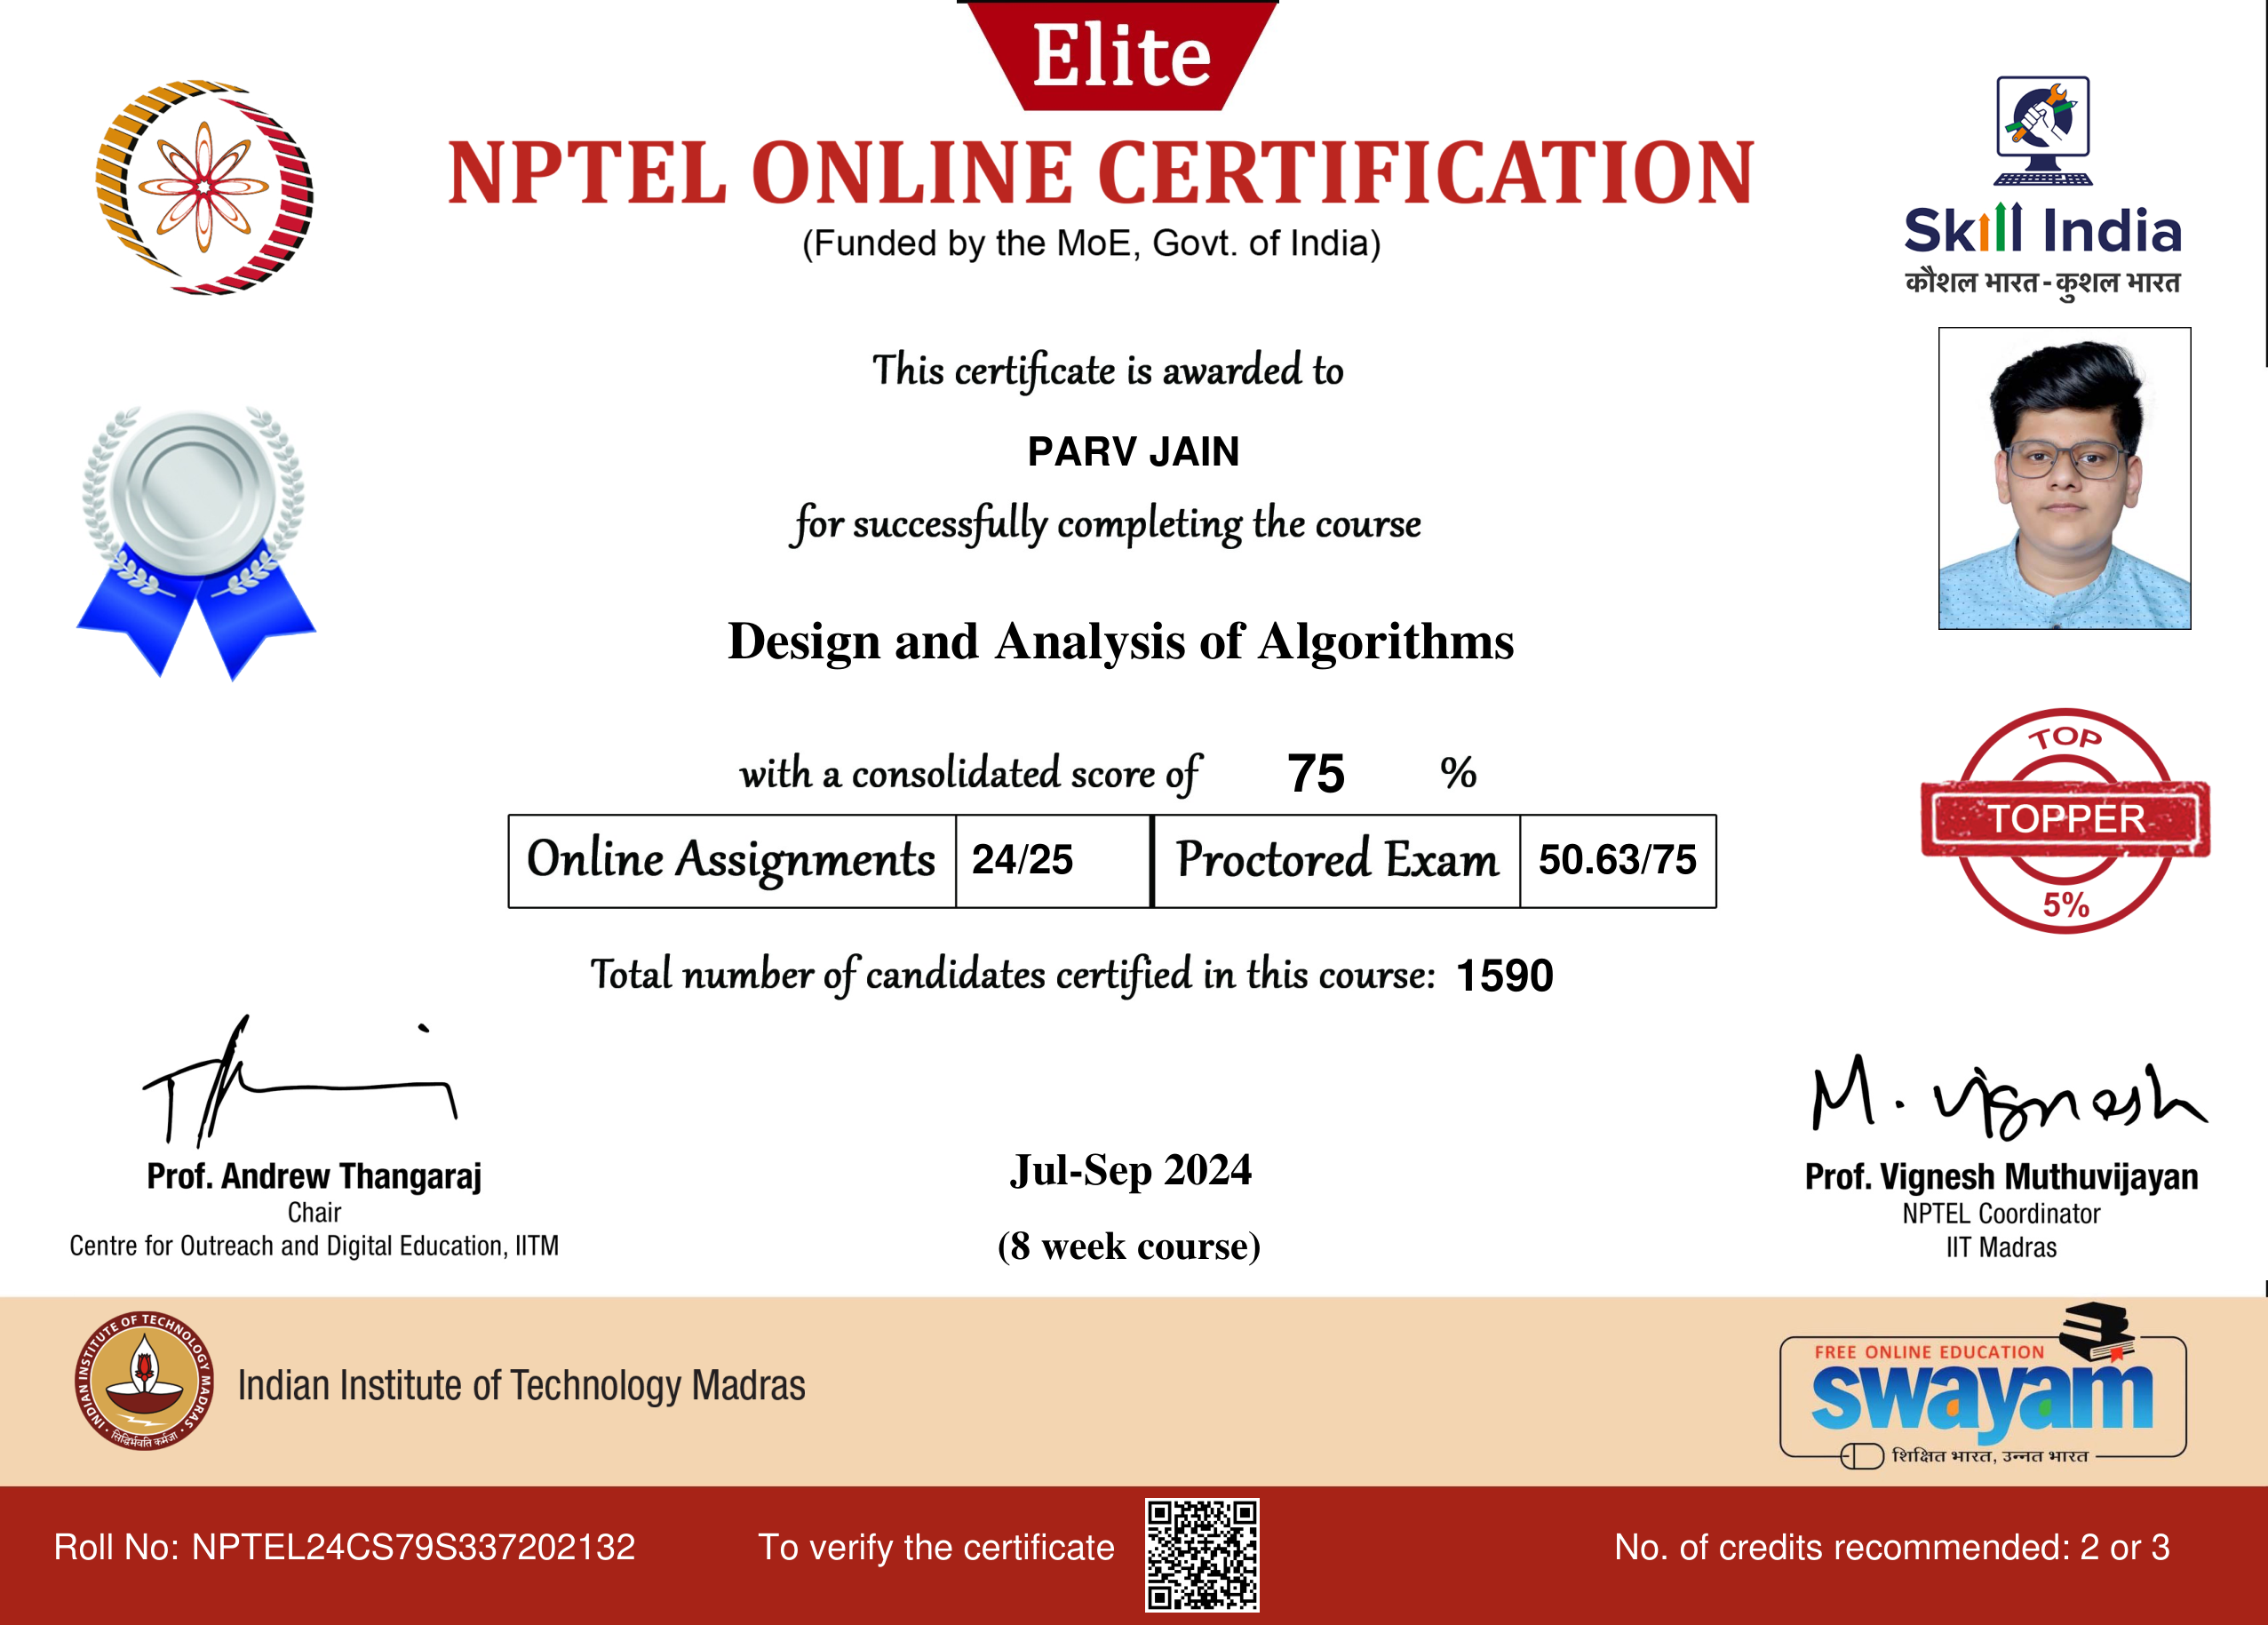 Elite
NPTEL ONLINE CERTIFICATION
(Funded by the MoE, Govt. of India)
Skill India
कौशल भारत - कुशल भारत
This certificate is awarded to
PARV JAIN
for successfully completing the course
Design and Analysis of Algorithms
with a consolidated score of 75 %
Online Assignments 24/25 Proctored Exam 50.63/75
TOP
TOPPER
5%
Total number of candidates certified in this course: 1590
M. Vignesh
Prof. Andrew Thangaraj
Chair
Centre for Outreach and Digital Education, IITM
Jul-Sep 2024
(8 week course)
Prof. Vignesh Muthuvijayan
NPTEL Coordinator
IIT Madras
INDIAN INSTITUTE OF TECHNOLOGY MADRAS
सिद्धिर्भवति कर्मजा
Indian Institute of Technology Madras
FREE ONLINE EDUCATION
swayam
शिक्षित भारत, उन्नत भारत
Roll No: NPTEL24CS79S337202132
To verify the certificate
No. of credits recommended: 2 or 3